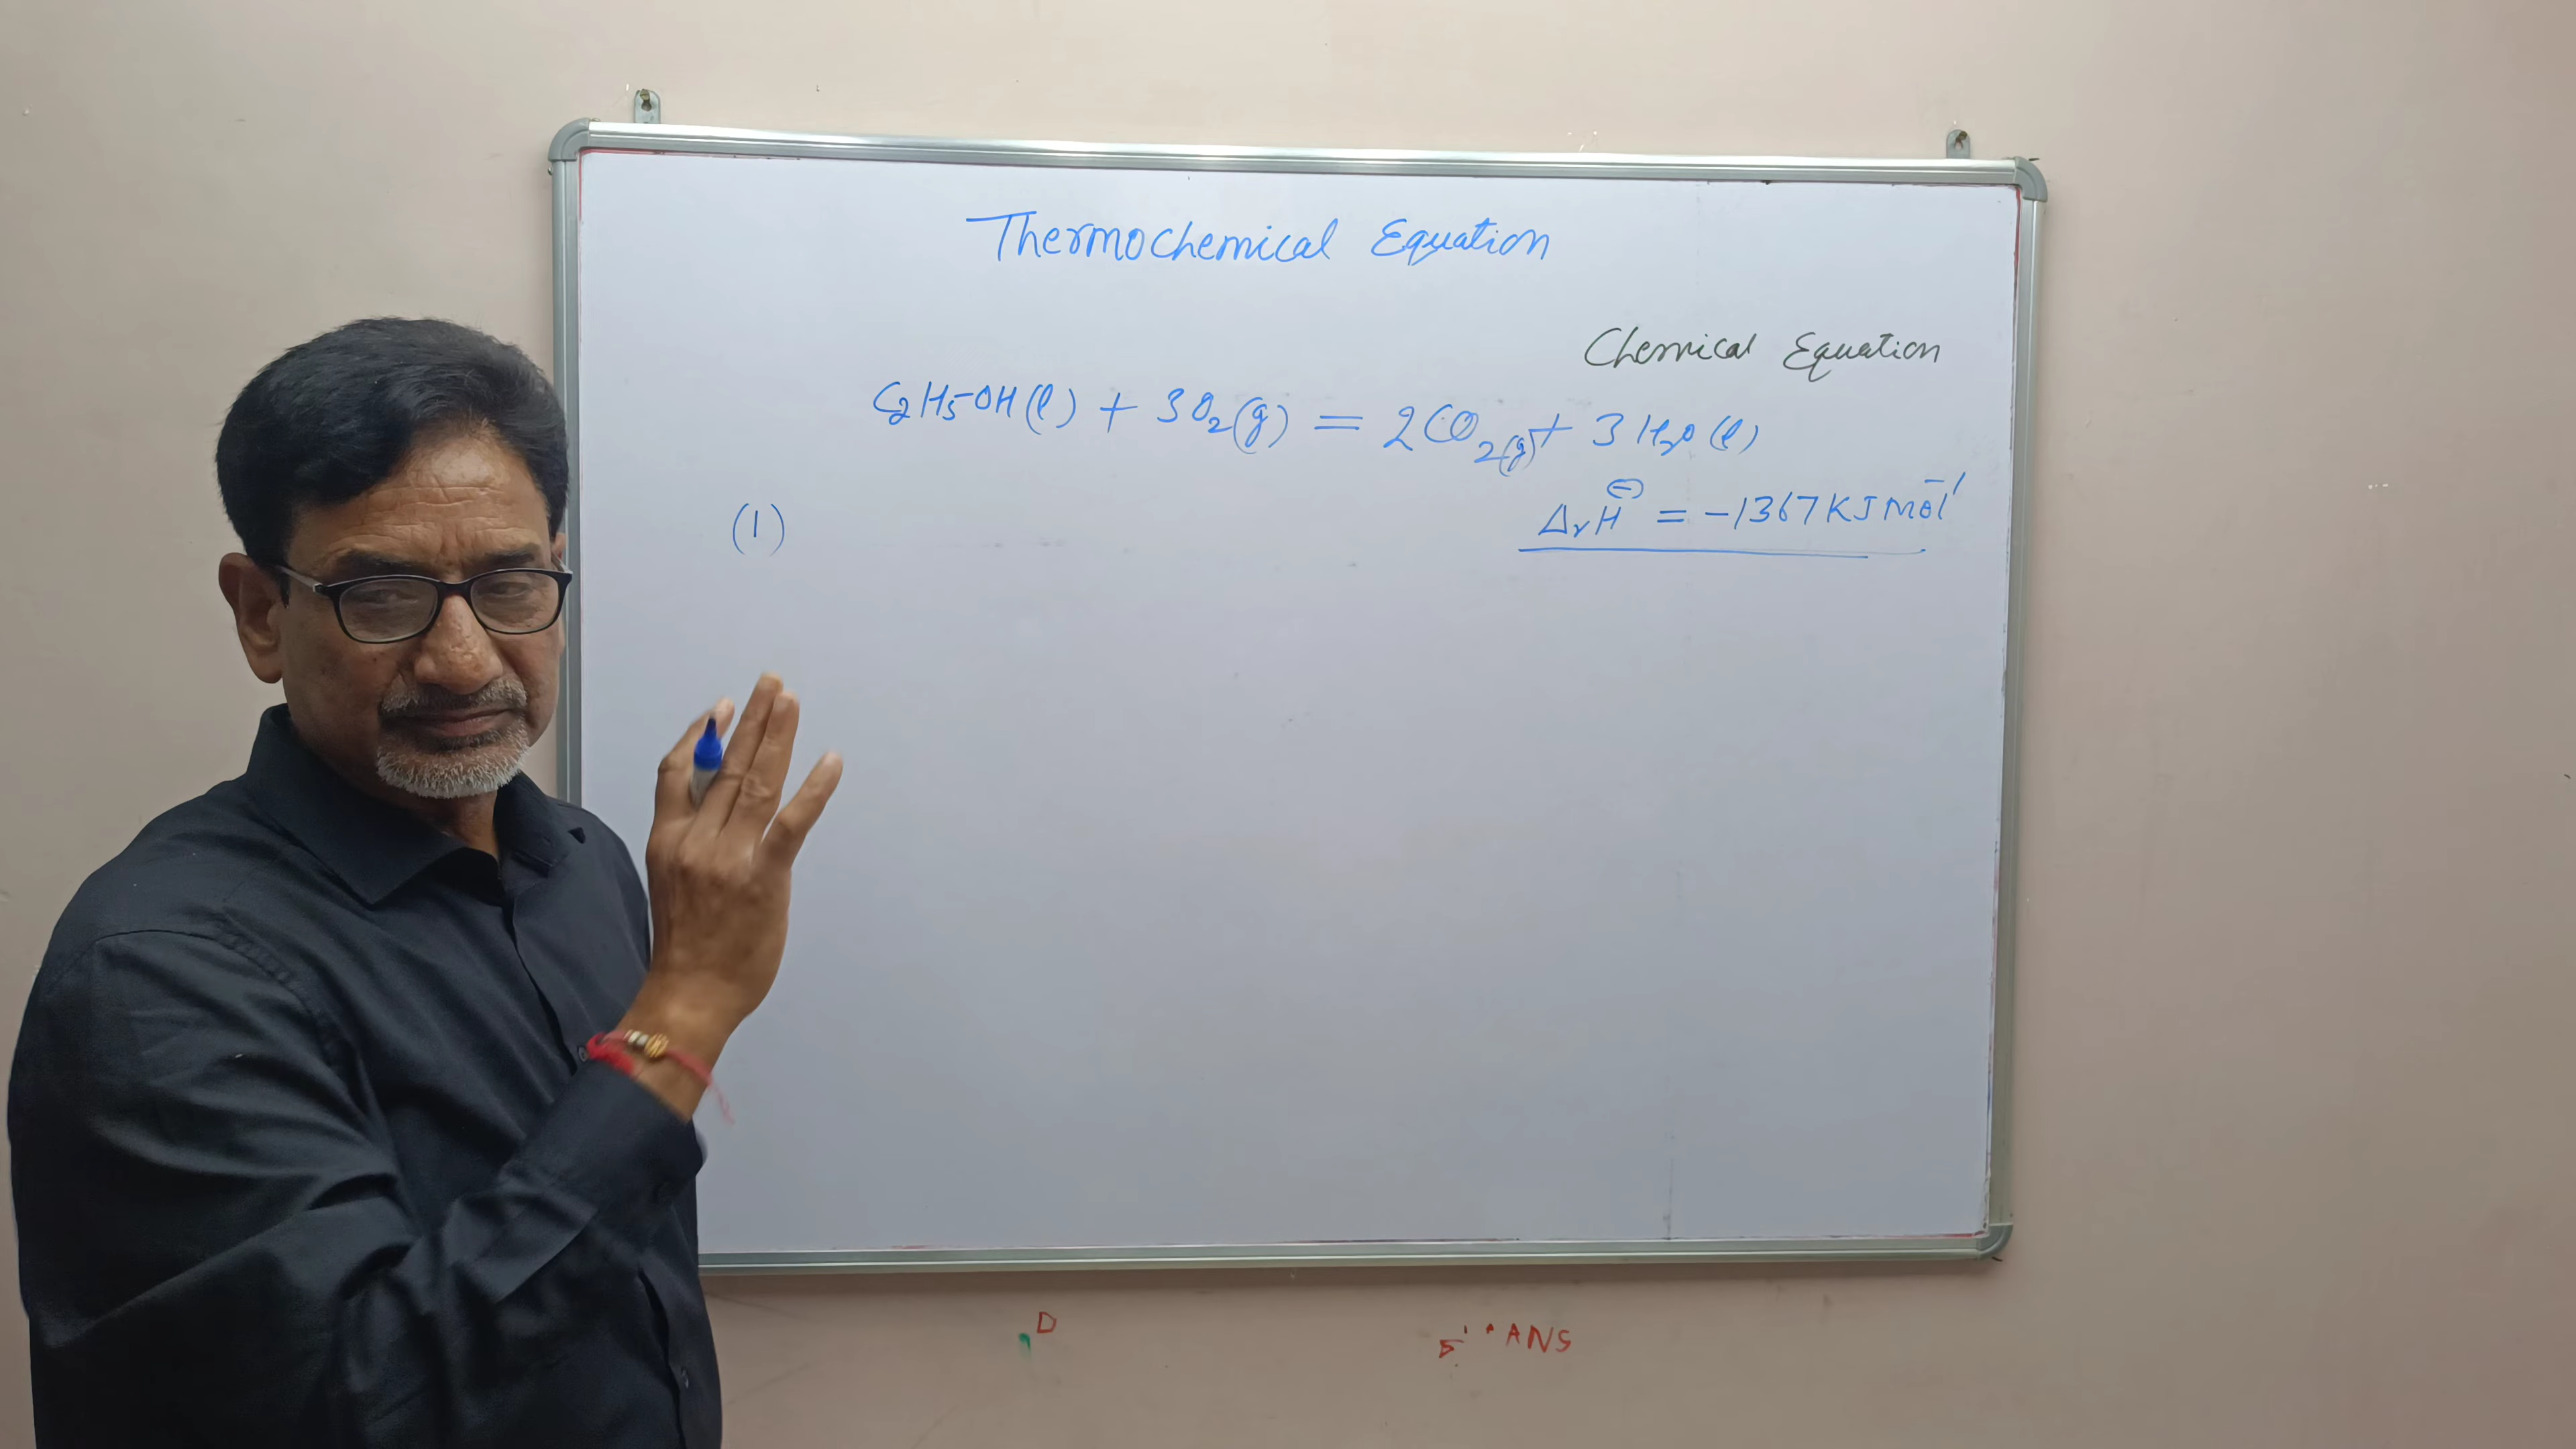 Thermochemical Equation
Chemical Equation
C₂H₅OH(l) + 3O₂(g) = 2CO₂(g) + 3H₂O(l)
ΔᵣH⊖ = -1367 KJ mol⁻¹
(1)
D
ANS